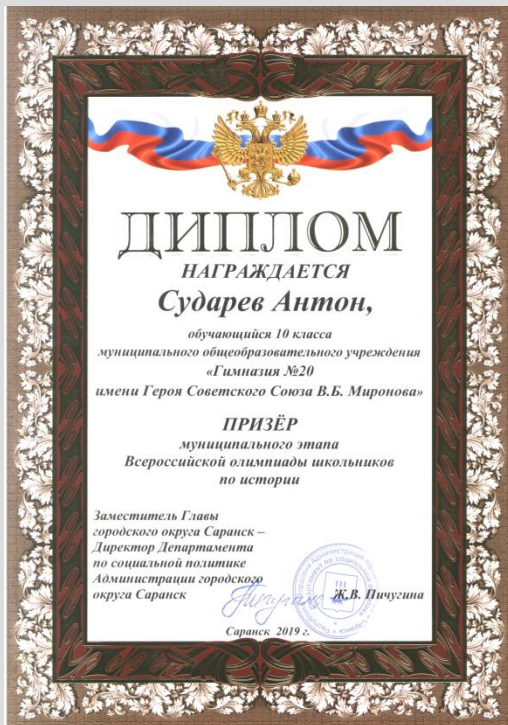 ДИПЛОМ
НАГРАЖДАЕТСЯ
Сударев Антон,
обучающийся 10 класса
муниципального общеобразовательного учреждения
«Гимназия №20
имени Героя Советского Союза В.Б. Миронова»
ПРИЗЁР
муниципального этапа
Всероссийской олимпиады школьников
по истории
Заместитель Главы
городского округа Саранск –
Директор Департамента
по социальной политике
Администрации городского
округа Саранск
Ж.В. Пичугина
Саранск 2019 г.